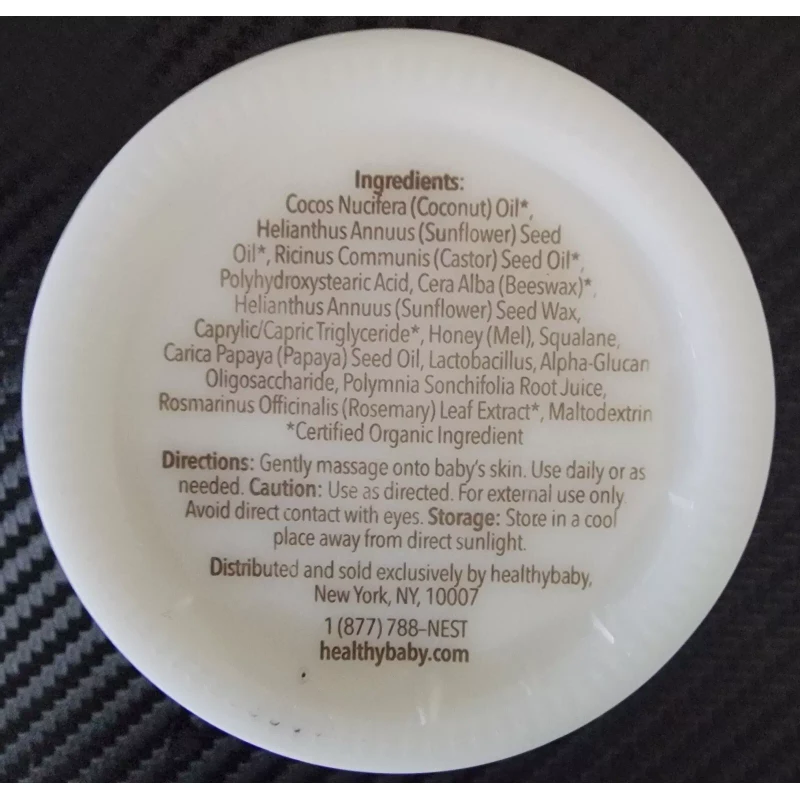 Ingredients:
Cocos Nucifera (Coconut) Oil*,
Helianthus Annuus (Sunflower) Seed
Oil*, Ricinus Communis (Castor) Seed Oil*,
Polyhydroxystearic Acid, Cera Alba (Beeswax)*,
Helianthus Annuus (Sunflower) Seed Wax,
Caprylic/Capric Triglyceride*, Honey (Mel), Squalane,
Carica Papaya (Papaya) Seed Oil, Lactobacillus, Alpha-Glucan
Oligosaccharide, Polymnia Sonchifolia Root Juice,
Rosmarinus Officinalis (Rosemary) Leaf Extract*, Maltodextrin
*Certified Organic Ingredient
Directions: Gently massage onto baby's skin. Use daily or as
needed. Caution: Use as directed. For external use only.
Avoid direct contact with eyes. Storage: Store in a cool
place away from direct sunlight.
Distributed and sold exclusively by healthybaby,
New York, NY, 10007
1 (877) 788-NEST
healthybaby.com